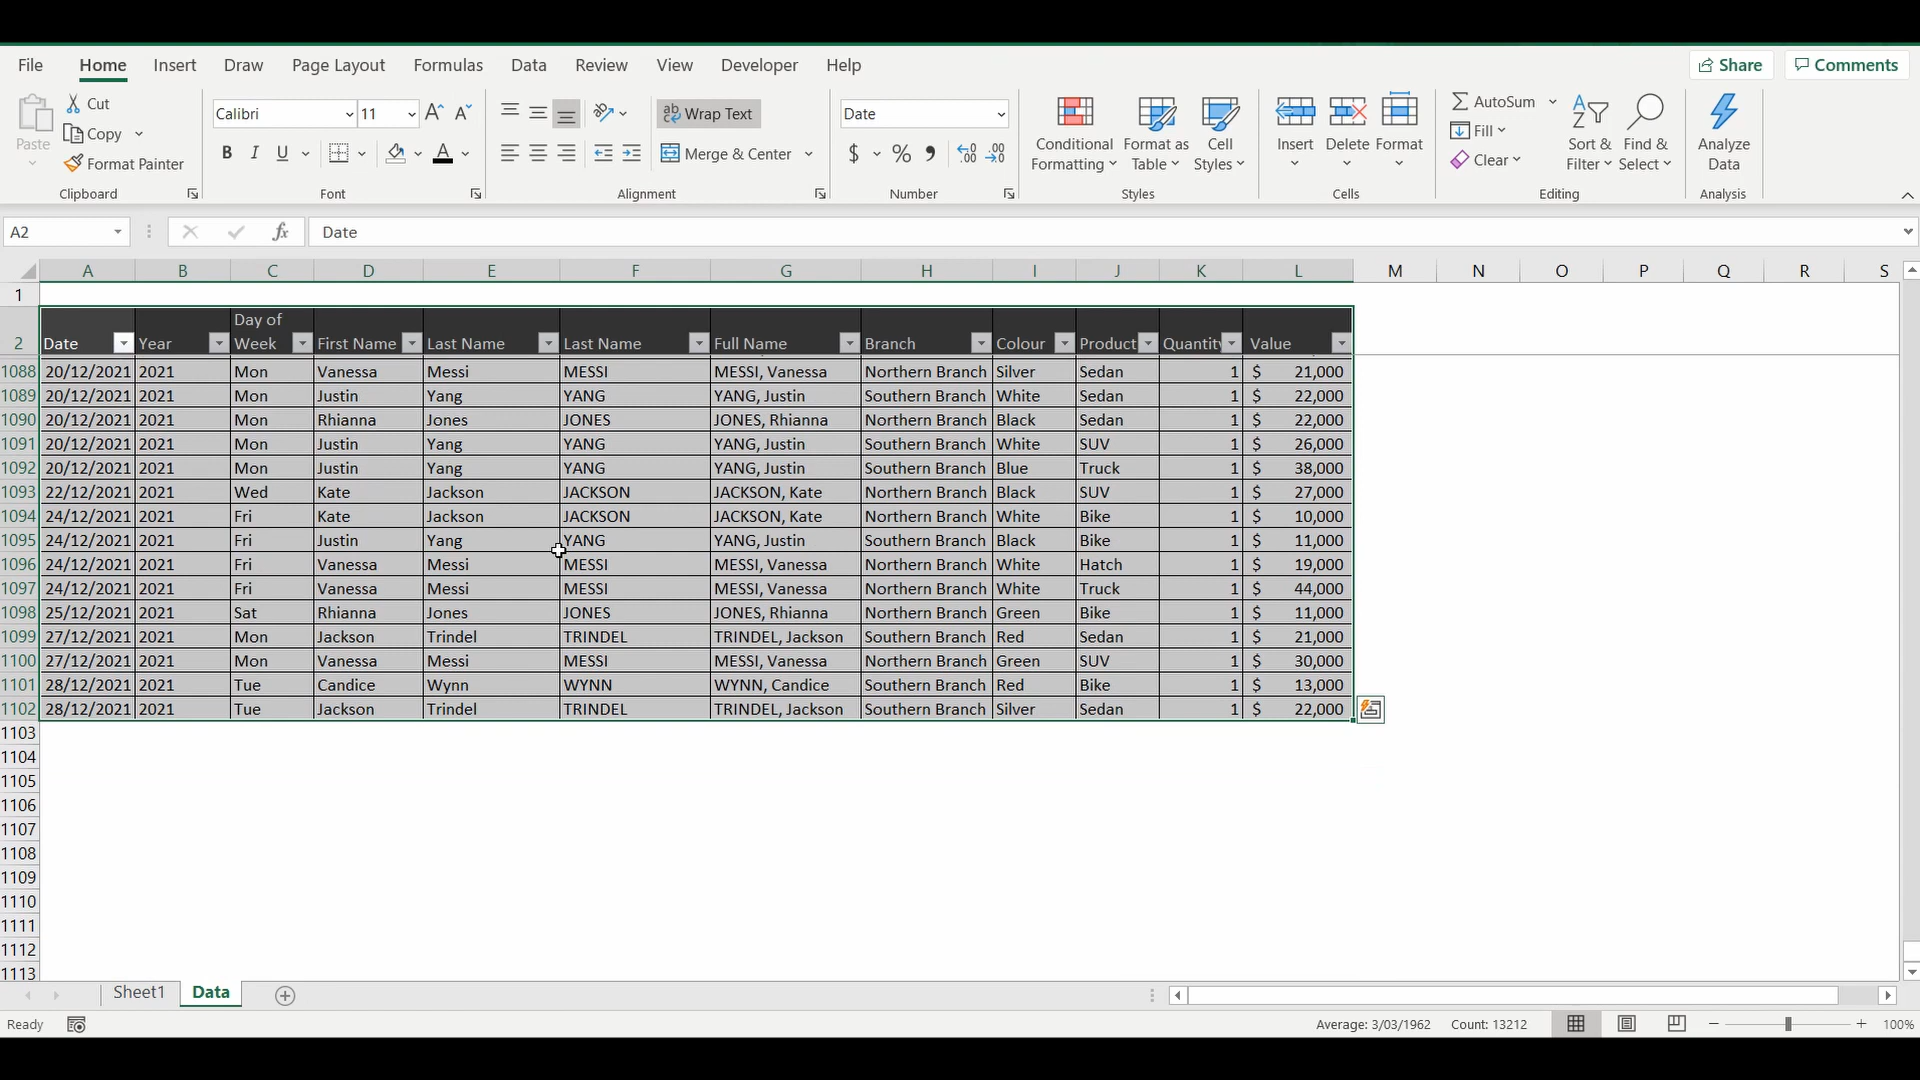 File Home Insert Draw Page Layout Formulas Data Review View Developer Help Share Comments
Paste Cut Copy Format Painter Clipboard
Calibri 11 B I U Font
ab Wrap Text Merge & Center Alignment
Date $ % Number
Conditional Formatting Format as Table Cell Styles Styles
Insert Delete Format Cells
AutoSum Fill Clear Sort & Filter Find & Select Editing
Analyze Data Analysis
A2 fx Date
A B C D E F G H I J K L M N O P Q R S
1
2 Date Year Day of Week First Name Last Name Last Name Full Name Branch Colour Product Quantity Value
1088 20/12/2021 2021 Mon Vanessa Messi MESSI MESSI, Vanessa Northern Branch Silver Sedan 1 $ 21,000
1089 20/12/2021 2021 Mon Justin Yang YANG YANG, Justin Southern Branch White Sedan 1 $ 22,000
1090 20/12/2021 2021 Mon Rhianna Jones JONES JONES, Rhianna Northern Branch Black Sedan 1 $ 22,000
1091 20/12/2021 2021 Mon Justin Yang YANG YANG, Justin Southern Branch White SUV 1 $ 26,000
1092 20/12/2021 2021 Mon Justin Yang YANG YANG, Justin Southern Branch Blue Truck 1 $ 38,000
1093 22/12/2021 2021 Wed Kate Jackson JACKSON JACKSON, Kate Northern Branch Black SUV 1 $ 27,000
1094 24/12/2021 2021 Fri Kate Jackson JACKSON JACKSON, Kate Northern Branch White Bike 1 $ 10,000
1095 24/12/2021 2021 Fri Justin Yang YANG YANG, Justin Southern Branch Black Bike 1 $ 11,000
1096 24/12/2021 2021 Fri Vanessa Messi MESSI MESSI, Vanessa Northern Branch White Hatch 1 $ 19,000
1097 24/12/2021 2021 Fri Vanessa Messi MESSI MESSI, Vanessa Northern Branch White Truck 1 $ 44,000
1098 25/12/2021 2021 Sat Rhianna Jones JONES JONES, Rhianna Northern Branch Green Bike 1 $ 11,000
1099 27/12/2021 2021 Mon Jackson Trindel TRINDEL TRINDEL, Jackson Southern Branch Red Sedan 1 $ 21,000
1100 27/12/2021 2021 Mon Vanessa Messi MESSI MESSI, Vanessa Northern Branch Green SUV 1 $ 30,000
1101 28/12/2021 2021 Tue Candice Wynn WYNN WYNN, Candice Southern Branch Red Bike 1 $ 13,000
1102 28/12/2021 2021 Tue Jackson Trindel TRINDEL TRINDEL, Jackson Southern Branch Silver Sedan 1 $ 22,000
1103
1104
1105
1106
1107
1108
1109
1110
1111
1112
1113
Sheet1 Data
Ready Average: 3/03/1962 Count: 13212 100%